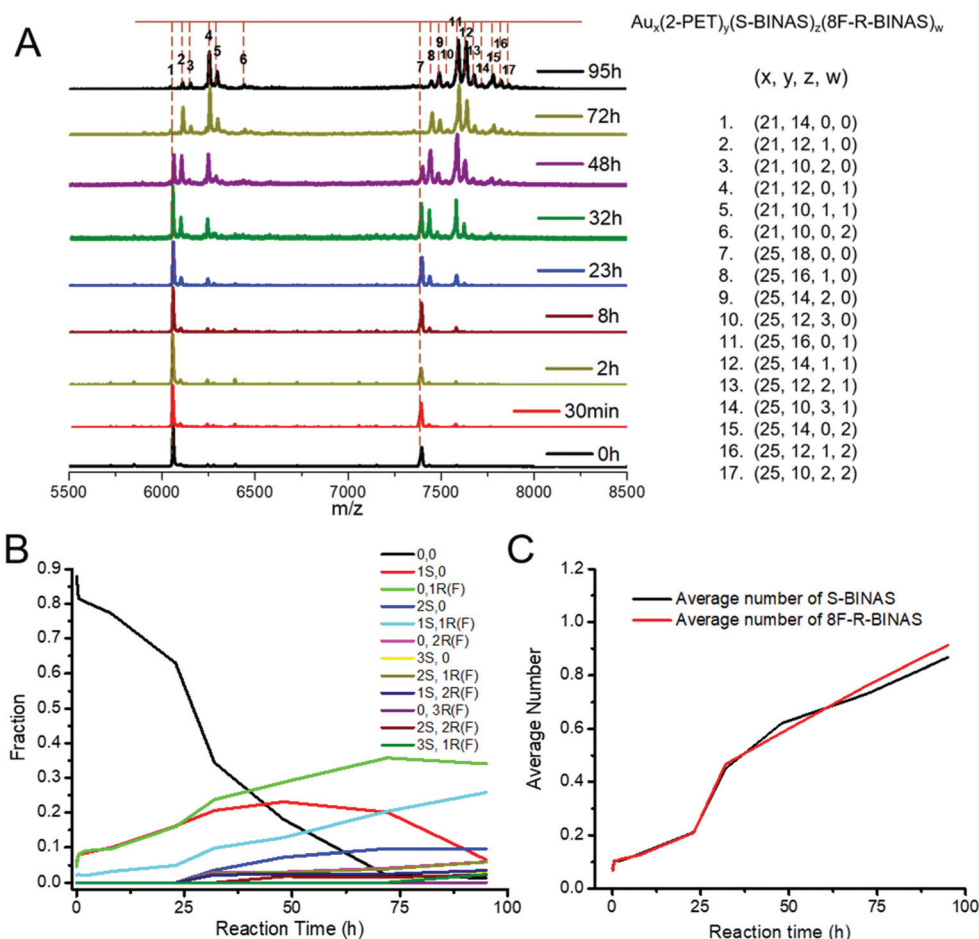 A
Auₓ(2-PET)ᵧ(S-BINAS)z(8F-R-BINAS)w
(x, y, z, w)
1. (21, 14, 0, 0)
2. (21, 12, 1, 0)
3. (21, 10, 2, 0)
4. (21, 12, 0, 1)
5. (21, 10, 1, 1)
6. (21, 10, 0, 2)
7. (25, 18, 0, 0)
8. (25, 16, 1, 0)
9. (25, 14, 2, 0)
10. (25, 12, 3, 0)
11. (25, 16, 0, 1)
12. (25, 14, 1, 1)
13. (25, 12, 2, 1)
14. (25, 10, 3, 1)
15. (25, 14, 0, 2)
16. (25, 12, 1, 2)
17. (25, 10, 2, 2)
1 2 3 4 5 6 7 8 9 10 11 12 13 14 15 16 17
95h
72h
48h
32h
23h
8h
2h
30min
0h
5500 6000 6500 7000 7500 8000 8500
m/z
B
Fraction
0.9
0.8
0.7
0.6
0.5
0.4
0.3
0.2
0.1
0.0
0,0
1S,0
0,1R(F)
2S,0
1S,1R(F)
0, 2R(F)
3S, 0
2S, 1R(F)
1S, 2R(F)
0, 3R(F)
2S, 2R(F)
3S, 1R(F)
0 25 50 75 100
Reaction Time (h)
C
Average Number
1.2
1.0
0.8
0.6
0.4
0.2
0.0
Average number of S-BINAS
Average number of 8F-R-BINAS
0 25 50 75 100
Reaction time (h)